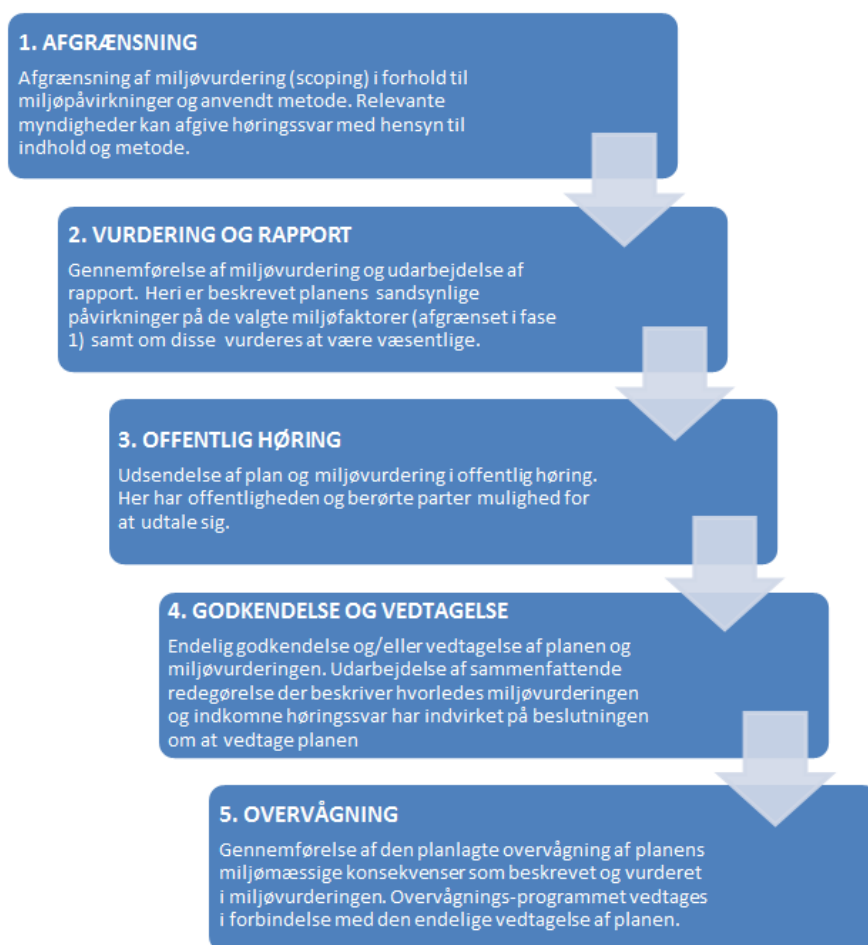 1. AFGRÆNSNING
Afgrænsning af miljøvurdering (scoping) i forhold til
miljøpåvirkninger og anvendt metode. Relevante
myndigheder kan afgive høringssvar med hensyn til
indhold og metode.
2. VURDERING OG RAPPORT
Gennemførelse af miljøvurdering og udarbejdelse af
rapport. Heri er beskrevet planens sandsynlige
påvirkninger på de valgte miljøfaktorer (afgrænset i fase
1) samt om disse vurderes at være væsentlige.
3. OFFENTLIG HØRING
Udsendelse af plan og miljøvurdering i offentlig høring.
Her har offentligheden og berørte parter mulighed for
at udtale sig.
4. GODKENDELSE OG VEDTAGELSE
Endelig godkendelse og/eller vedtagelse af planen og
miljøvurderingen. Udarbejdelse af sammenfattende
redegørelse der beskriver hvorledes miljøvurderingen
og indkomne høringssvar har indvirket på beslutningen
om at vedtage planen
5. OVERVÅGNING
Gennemførelse af den planlagte overvågning af planens
miljømæssige konsekvenser som beskrevet og vurderet
i miljøvurderingen. Overvågnings-programmet vedtages
i forbindelse med den endelige vedtagelse af planen.